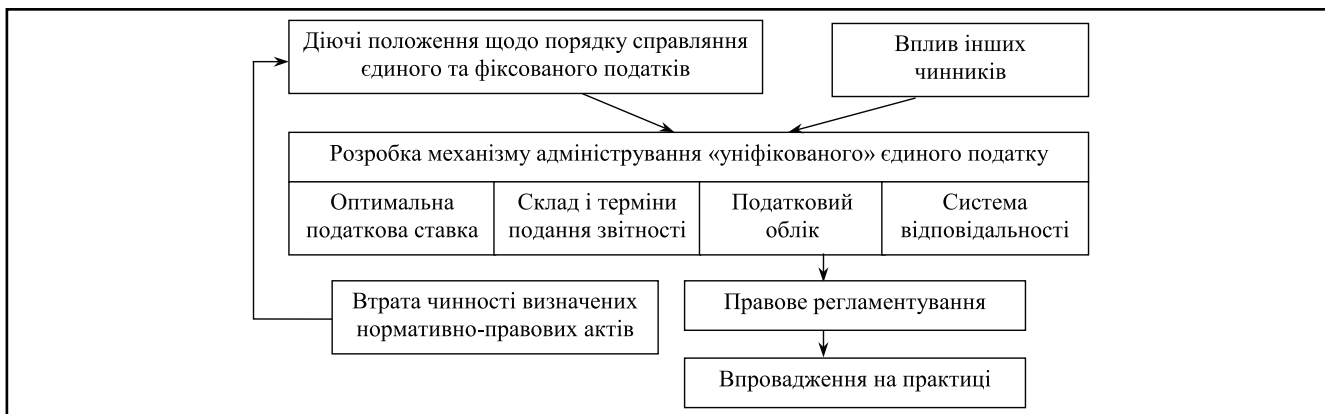 Діючі положення щодо порядку справляння
єдиного та фіксованого податків
Вплив інших
чинників
Розробка механізму адміністрування «уніфікованого» єдиного податку
Оптимальна
податкова ставка
Склад і терміни
подання звітності
Податковий
облік
Система
відповідальності
Втрата чинності визначених
нормативно-правових актів
Правове регламентування
Впровадження на практиці